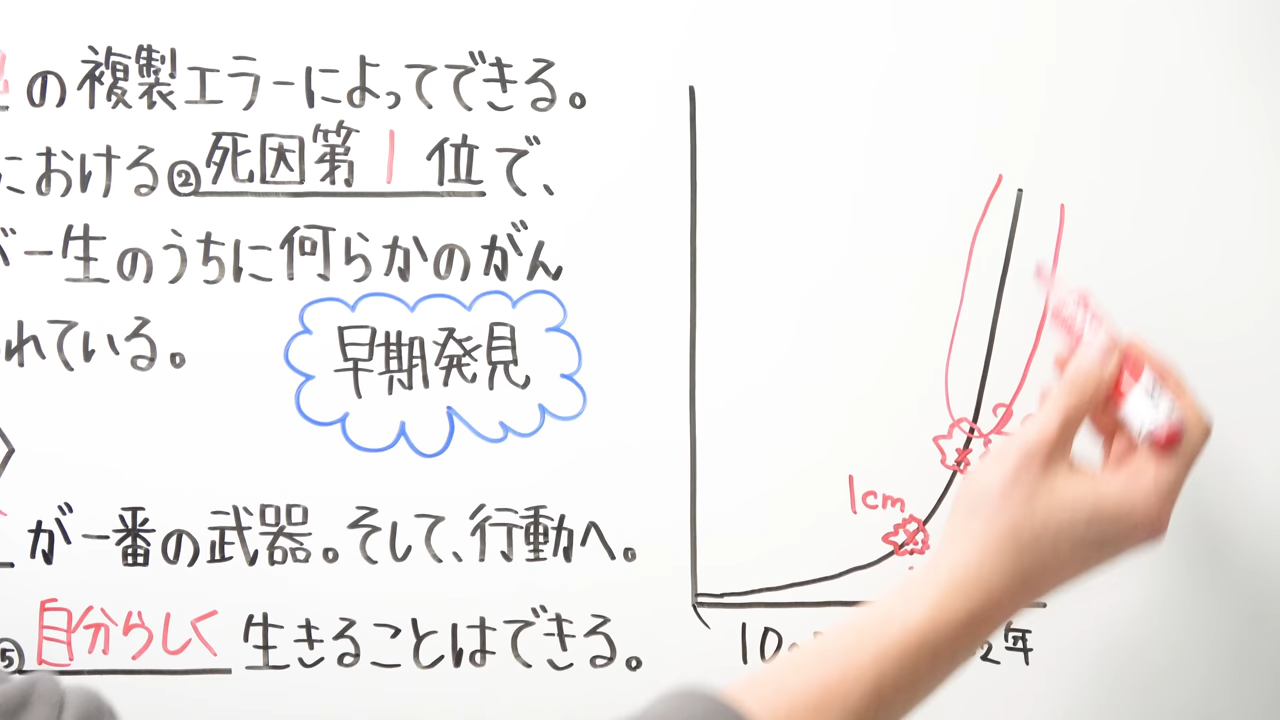 の複製エラーによってできる。
における②死因第1位で、
一生のうちに何らかのがん
れている。
早期発見
が一番の武器。そして、行動へ。
⑤自分らしく生きることはできる。
1cm
2
10
2年